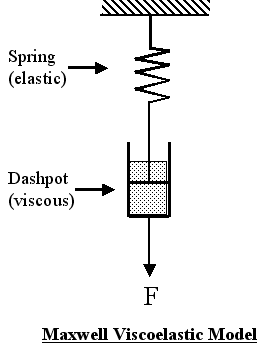 Spring
(elastic)
Dashpot
(viscous)
F
Maxwell Viscoelastic Model